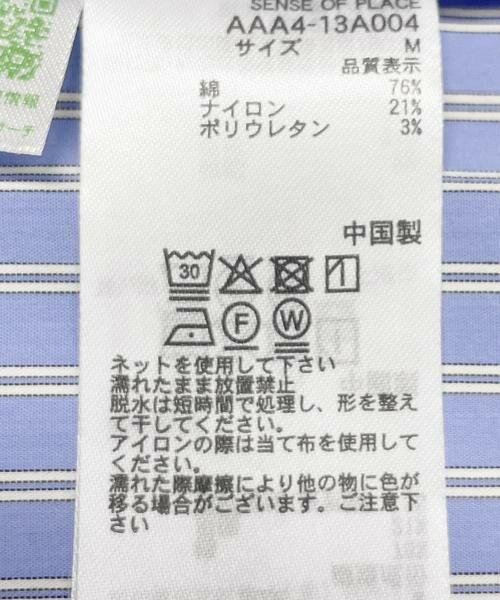 SENSE OF PLACE
AAA4-13A004
サイズ M
品質表示
綿 76%
ナイロン 21%
ポリウレタン 3%
中国製
30
F W
ネットを使用して下さい
濡れたまま放置禁止
脱水は短時間で処理し、形を整え
て干してください。
アイロンの際は当て布を使用して
ください。
濡れた際摩擦により他の物に色が
移る場合がございます。ご注意下
さい
情報
ーチ